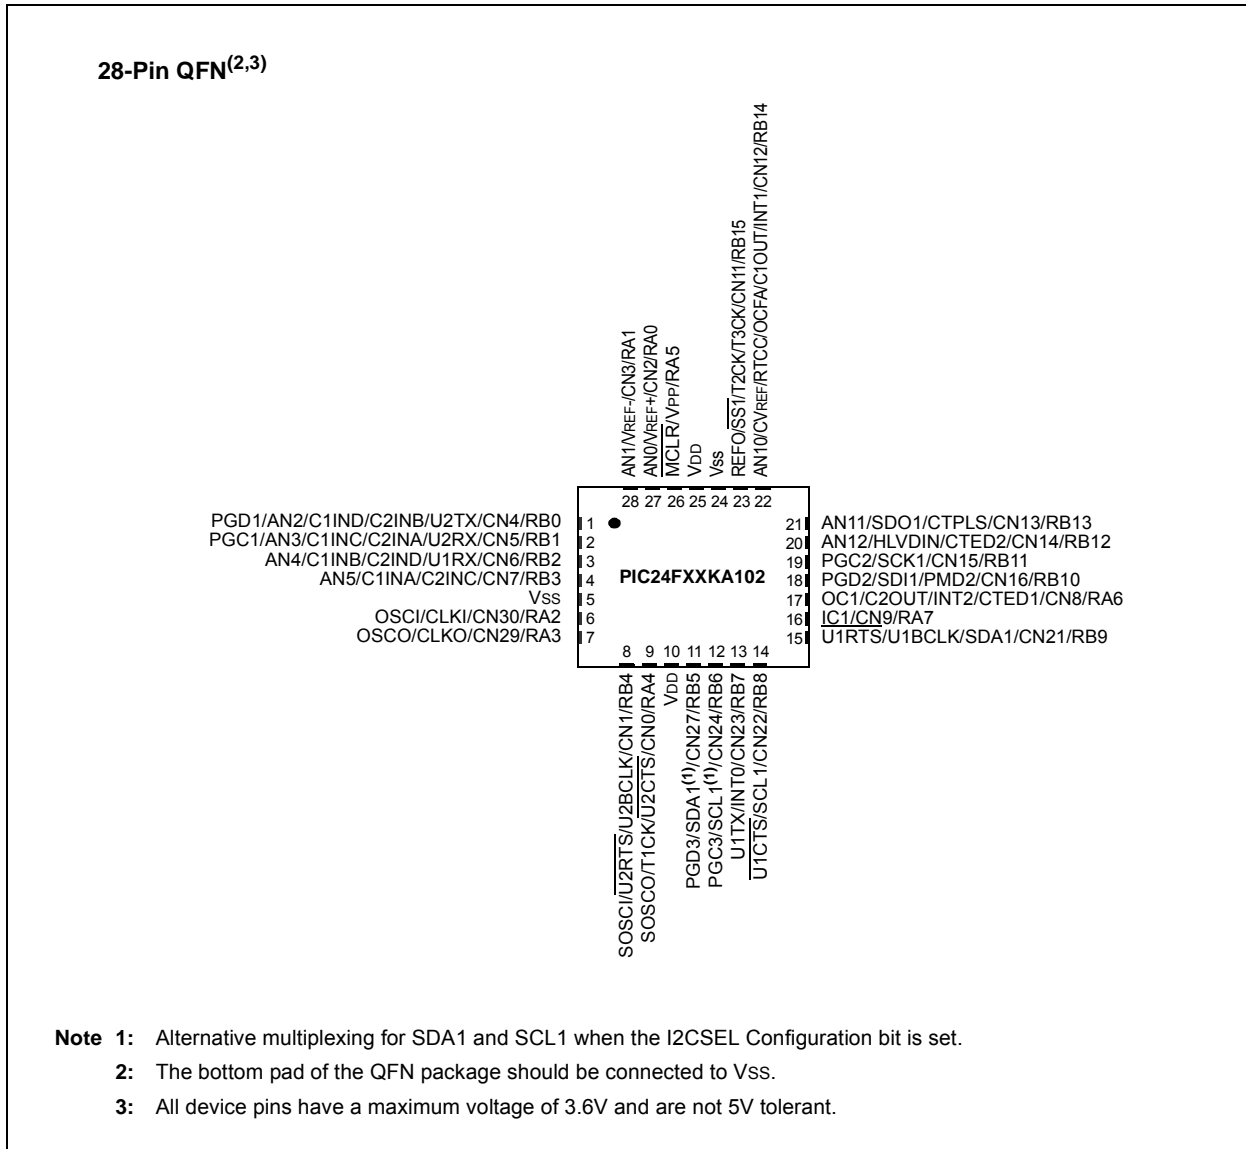 28-Pin QFN(2,3)
AN1/VREF-/CN3/RA1
AN0/VREF+/CN2/RA0
MCLR/VPP/RA5
VDD
Vss
REFO/SS1/T2CK/T3CK/CN11/RB15
AN10/CVREF/RTCC/OCFA/C1OUT/INT1/CN12/RB14
28 27 26 25 24 23 22
PGD1/AN2/C1IND/C2INB/U2TX/CN4/RB0 1
PGC1/AN3/C1INC/C2INA/U2RX/CN5/RB1 2
AN4/C1INB/C2IND/U1RX/CN6/RB2 3
AN5/C1INA/C2INC/CN7/RB3 4
VSS 5
OSCI/CLKI/CN30/RA2 6
OSCO/CLKO/CN29/RA3 7
PIC24FXXKA102
21 AN11/SDO1/CTPLS/CN13/RB13
20 AN12/HLVDIN/CTED2/CN14/RB12
19 PGC2/SCK1/CN15/RB11
18 PGD2/SDI1/PMD2/CN16/RB10
17 OC1/C2OUT/INT2/CTED1/CN8/RA6
16 IC1/CN9/RA7
15 U1RTS/U1BCLK/SDA1/CN21/RB9
8 9 10 11 12 13 14
SOSCI/U2RTS/U2BCLK/CN1/RB4
SOSCO/T1CK/U2CTS/CN0/RA4
VDD
PGD3/SDA1(1)/CN27/RB5
PGC3/SCL1(1)/CN24/RB6
U1TX/INT0/CN23/RB7
U1CTS/SCL1/CN22/RB8
Note 1: Alternative multiplexing for SDA1 and SCL1 when the I2CSEL Configuration bit is set.
2: The bottom pad of the QFN package should be connected to VSS.
3: All device pins have a maximum voltage of 3.6V and are not 5V tolerant.